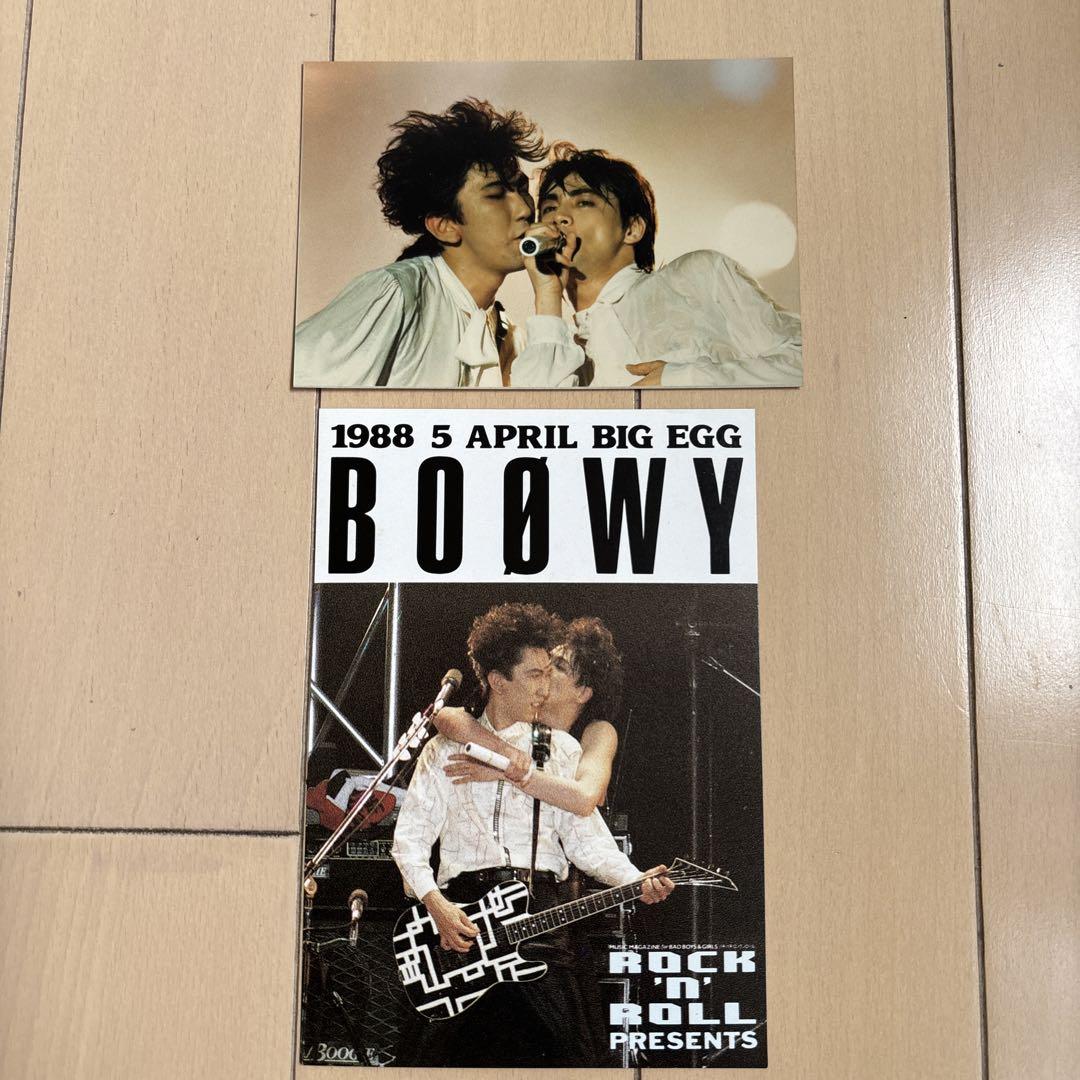 1988 5 APRIL BIG EGG
BOØWY
MUSIC MAGAZINE for BAD BOYS & GIRLS
ROCK
'N'
ROLL
PRESENTS